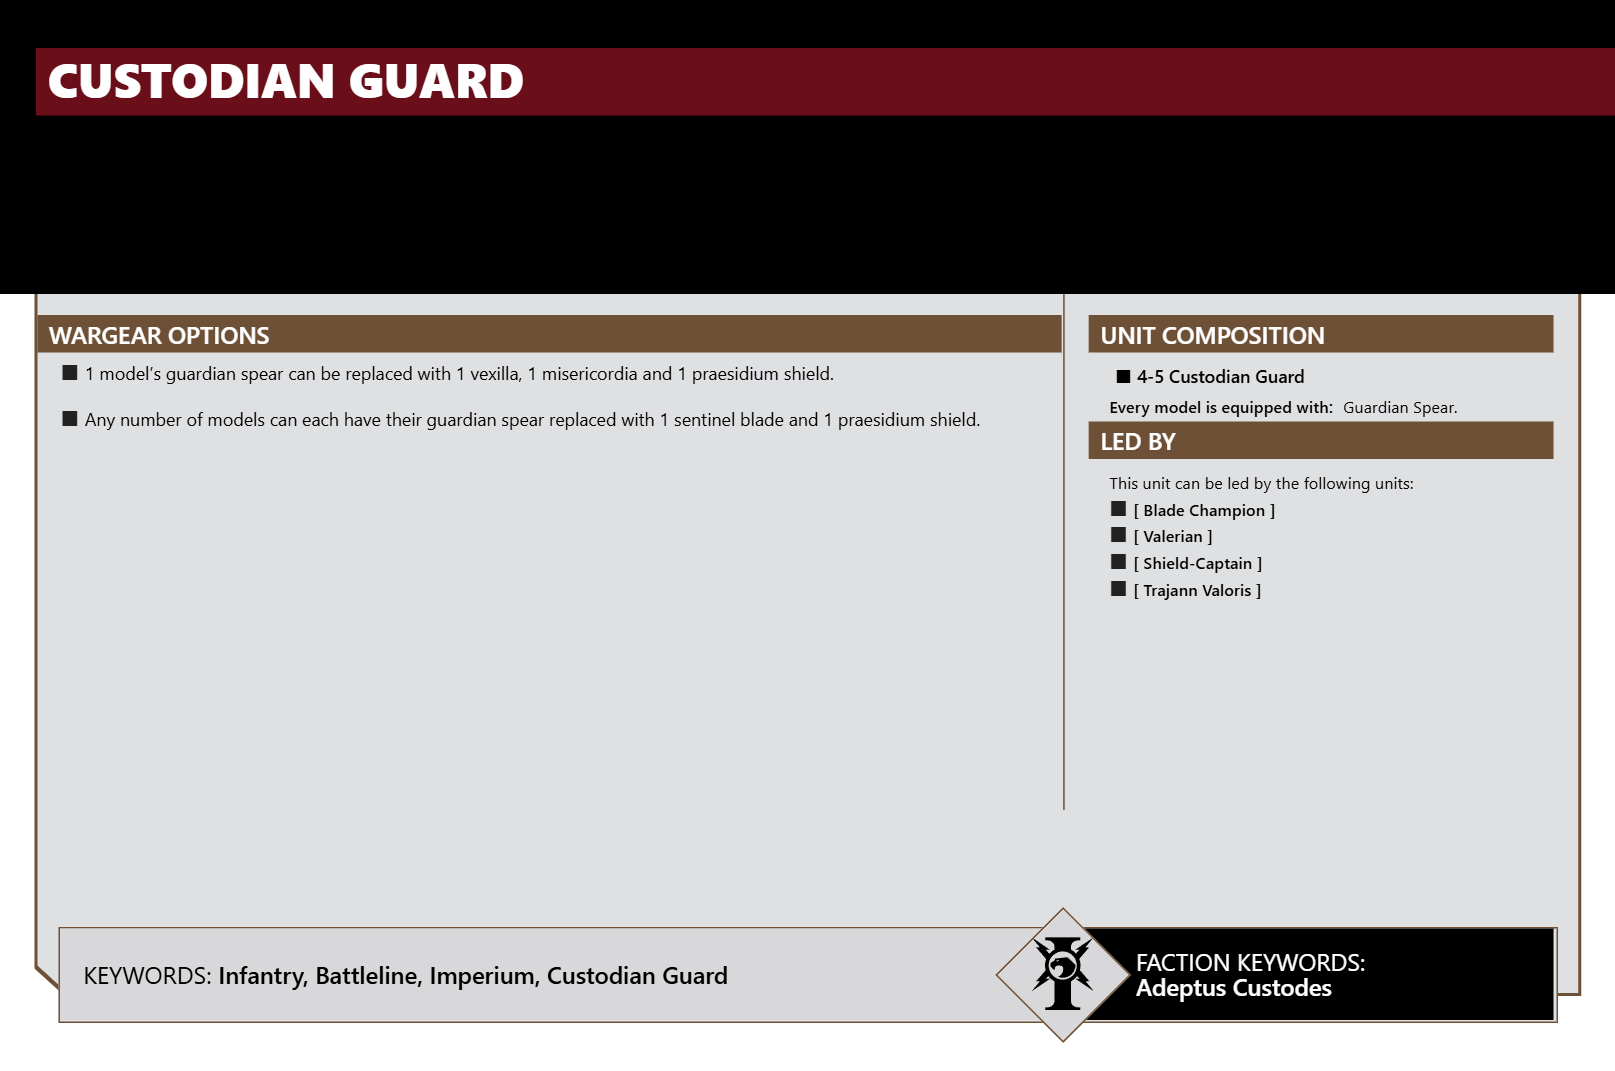 CUSTODIAN GUARD
WARGEAR OPTIONS
■ 1 model’s guardian spear can be replaced with 1 vexilla, 1 misericordia and 1 praesidium shield.
■ Any number of models can each have their guardian spear replaced with 1 sentinel blade and 1 praesidium shield.
UNIT COMPOSITION
■ 4-5 Custodian Guard
Every model is equipped with: Guardian Spear.
LED BY
This unit can be led by the following units:
■ [ Blade Champion ]
■ [ Valerian ]
■ [ Shield-Captain ]
■ [ Trajann Valoris ]
KEYWORDS: Infantry, Battleline, Imperium, Custodian Guard
FACTION KEYWORDS:
Adeptus Custodes